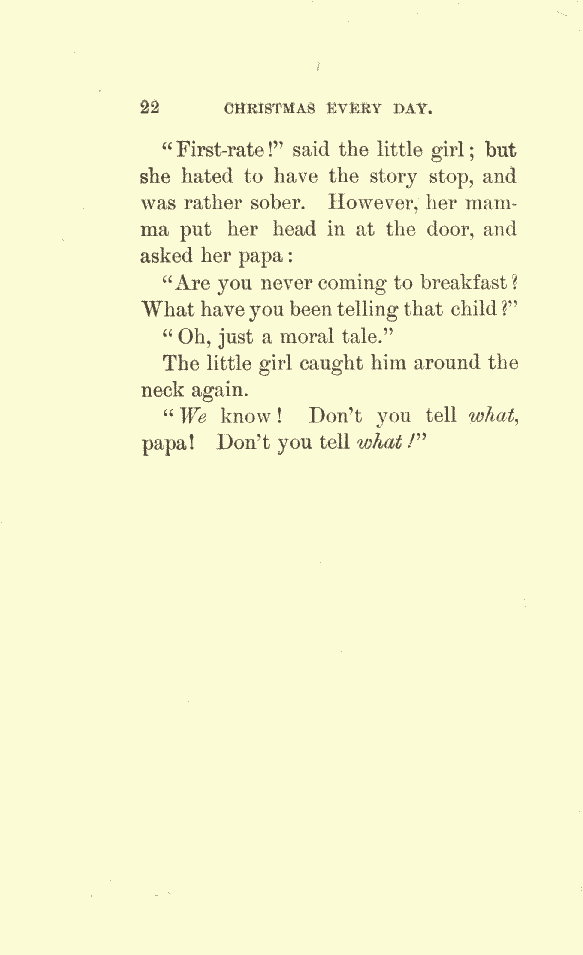 22 CHRISTMAS EVERY DAY.
"First-rate!" said the little girl; but
she hated to have the story stop, and
was rather sober. However, her mam-
ma put her head in at the door, and
asked her papa:
"Are you never coming to breakfast?
What have you been telling that child?"
"Oh, just a moral tale."
The little girl caught him around the
neck again.
"We know! Don't you tell what,
papa! Don't you tell what!"